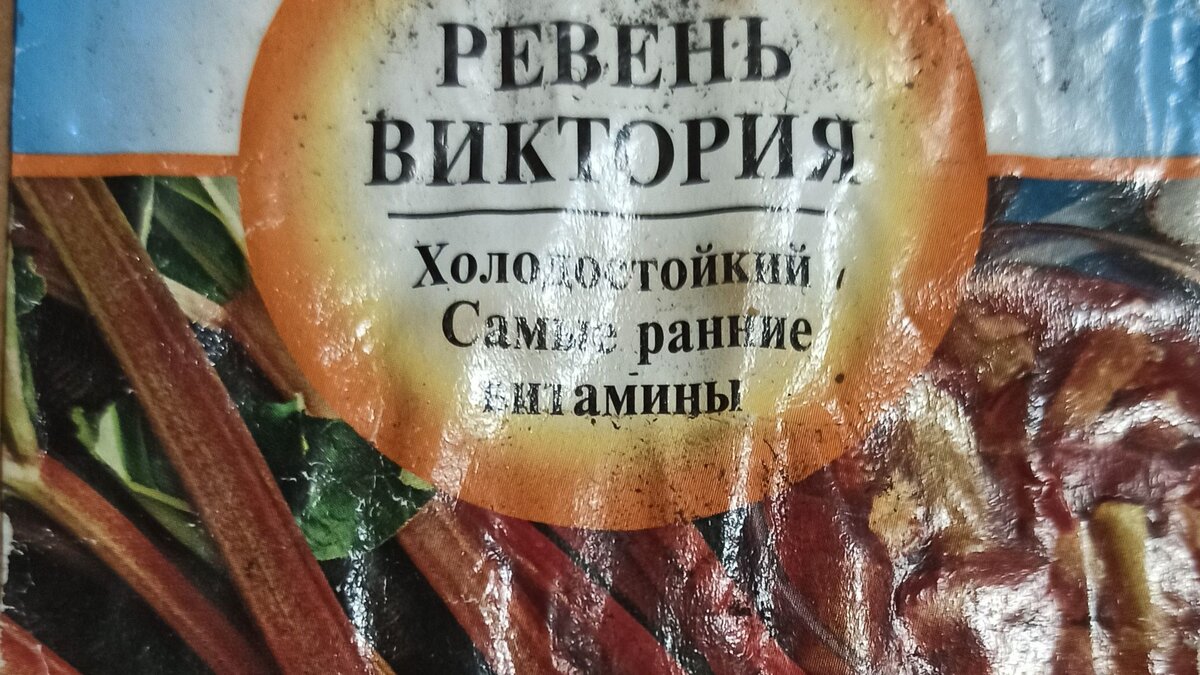 РЕВЕНЬ
ВИКТОРИЯ
Холодостойкий
Самые ранние
витамины